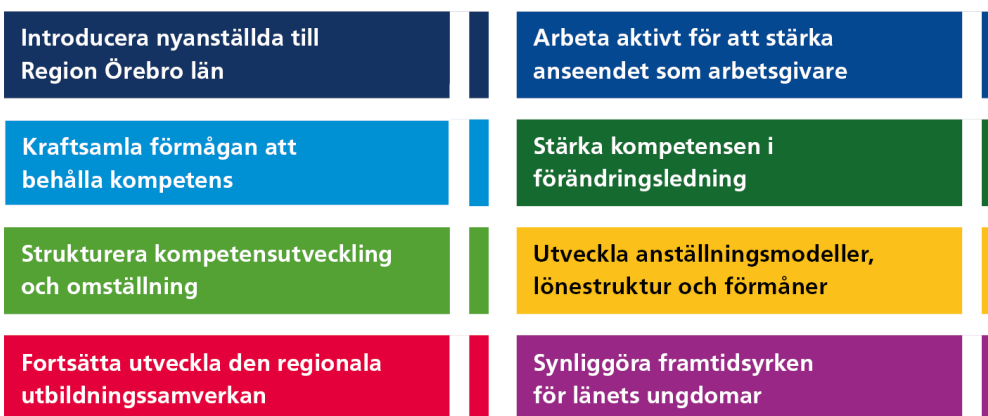 Introducera nyanställda till
Region Örebro län
Arbeta aktivt för att stärka
anseendet som arbetsgivare
Kraftsamla förmågan att
behålla kompetens
Stärka kompetensen i
förändringsledning
Strukturera kompetensutveckling
och omställning
Utveckla anställningsmodeller,
lönestruktur och förmåner
Fortsätta utveckla den regionala
utbildningssamverkan
Synliggöra framtidsyrken
för länets ungdomar